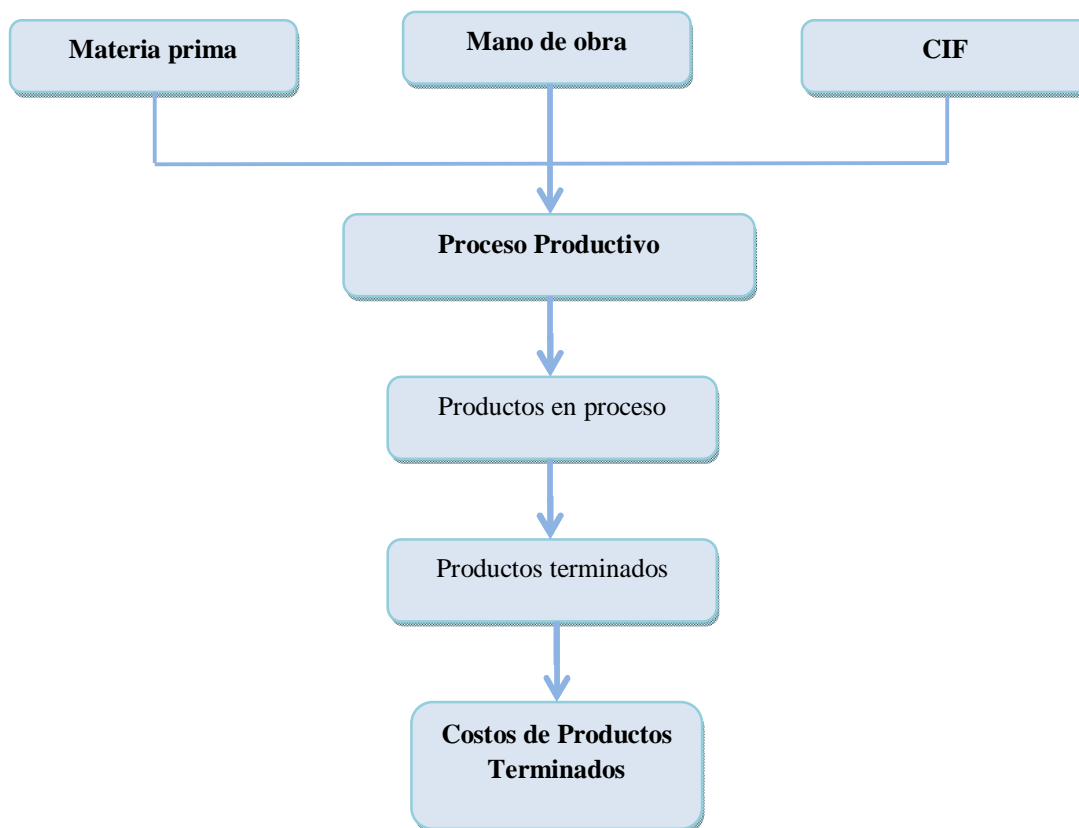 Materia prima
Mano de obra
CIF
Proceso Productivo
Productos en proceso
Productos terminados
Costos de Productos
Terminados